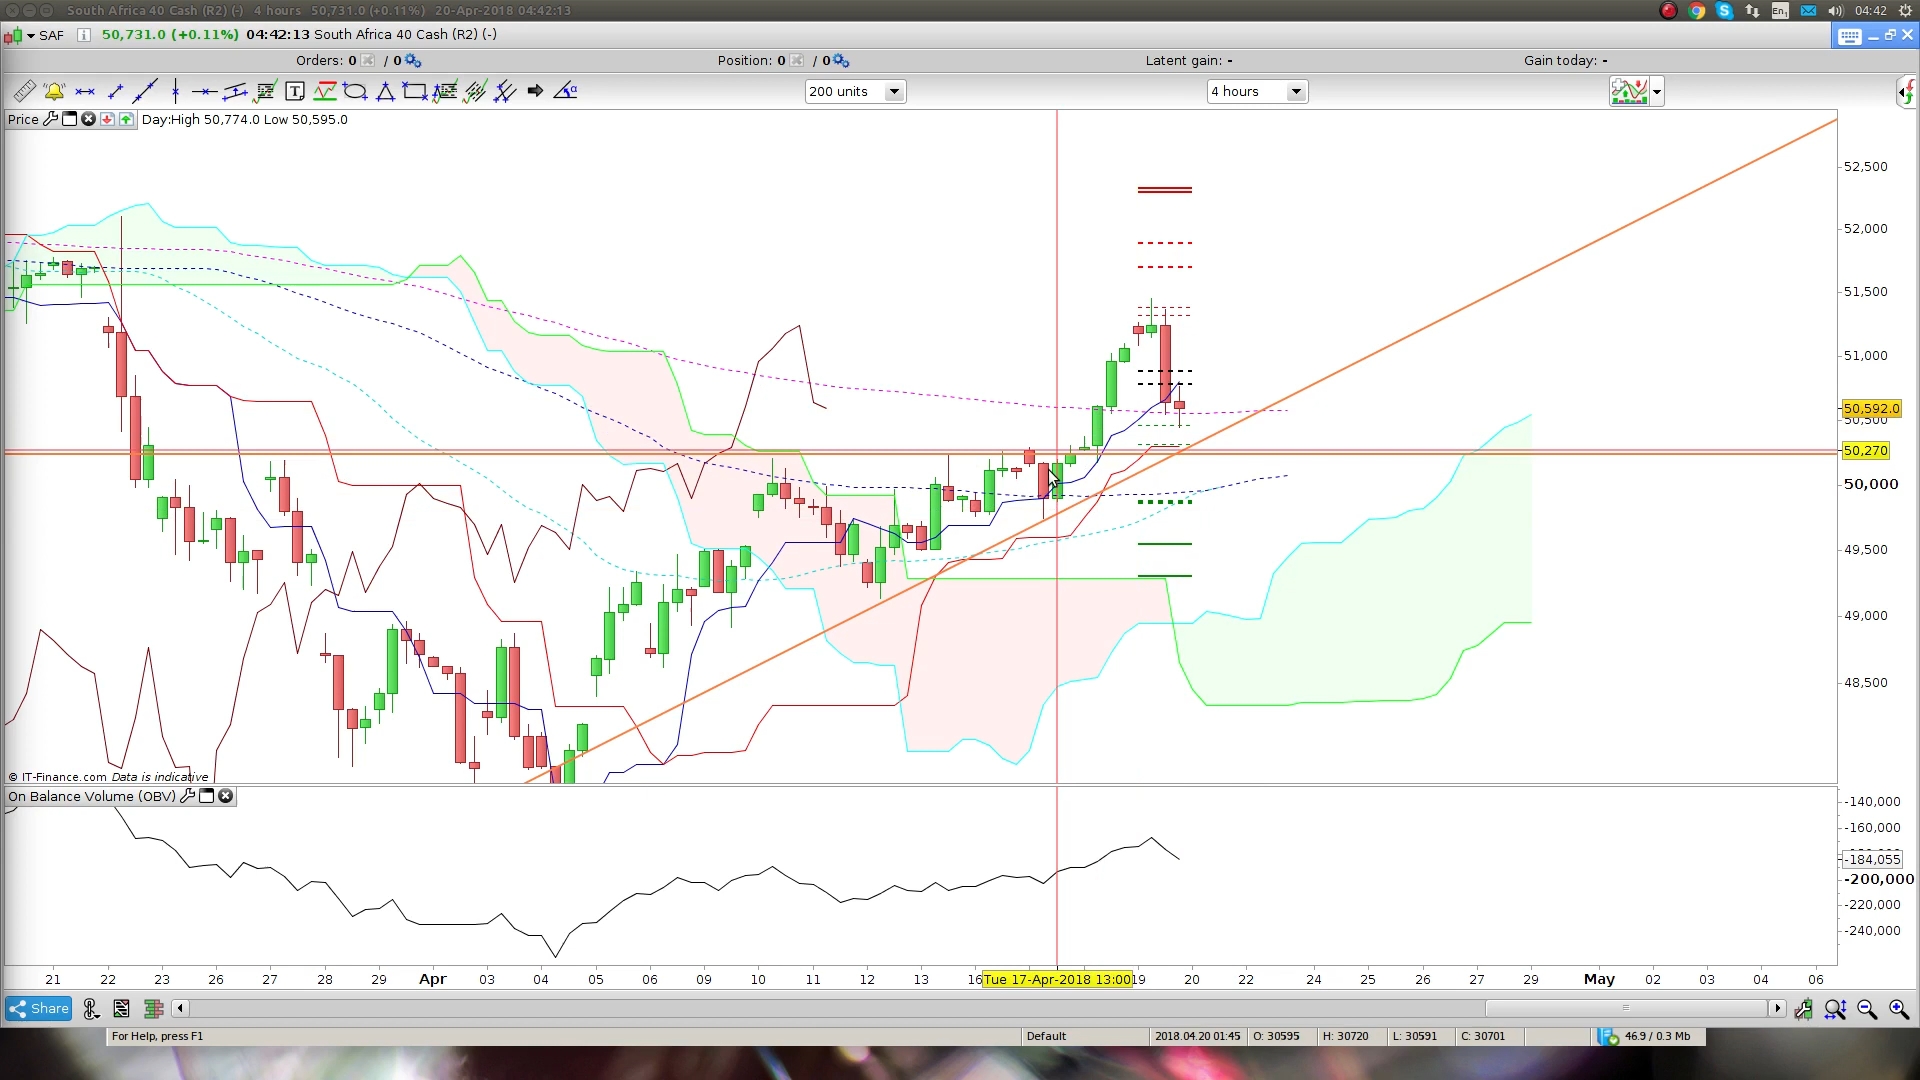 South Africa 40 Cash (R2) (-)   4 hours   50,731.0 (+0.11%)   20-Apr-2018 04:42:13
En1
04:42
SAF
50,731.0 (+0.11%) 04:42:13 South Africa 40 Cash (R2) (-)
Orders: 0 / 0
Position: 0 / 0
Latent gain: -
Gain today: -
200 units
4 hours
Price
Day:High 50,774.0 Low 50,595.0
52,500
52,000
51,500
51,000
50,592.0
50,500
50,270
50,000
49,500
49,000
48,500
© IT-Finance.com Data is indicative
On Balance Volume (OBV)
-140,000
-160,000
-184,055
-200,000
-220,000
-240,000
21 22 23 26 27 28 29 Apr 03 04 05 06 09 10 11 12 13 16 Tue 17-Apr-2018 13:00 19 20 22 24 25 26 27 29 May 02 03 04 06
Share
For Help, press F1
Default
2018.04.20 01:45
O: 30595
H: 30720
L: 30591
C: 30701
46.9 / 0.3 Mb